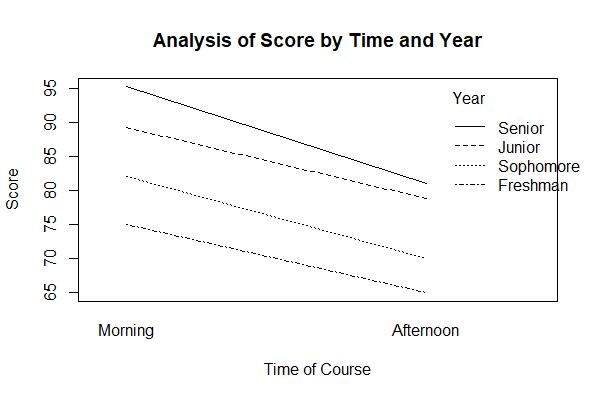 Analysis of Score by Time and Year
Year
Senior
Junior
Sophomore
Freshman
95
90
85
80
75
70
65
Score
Morning
Afternoon
Time of Course